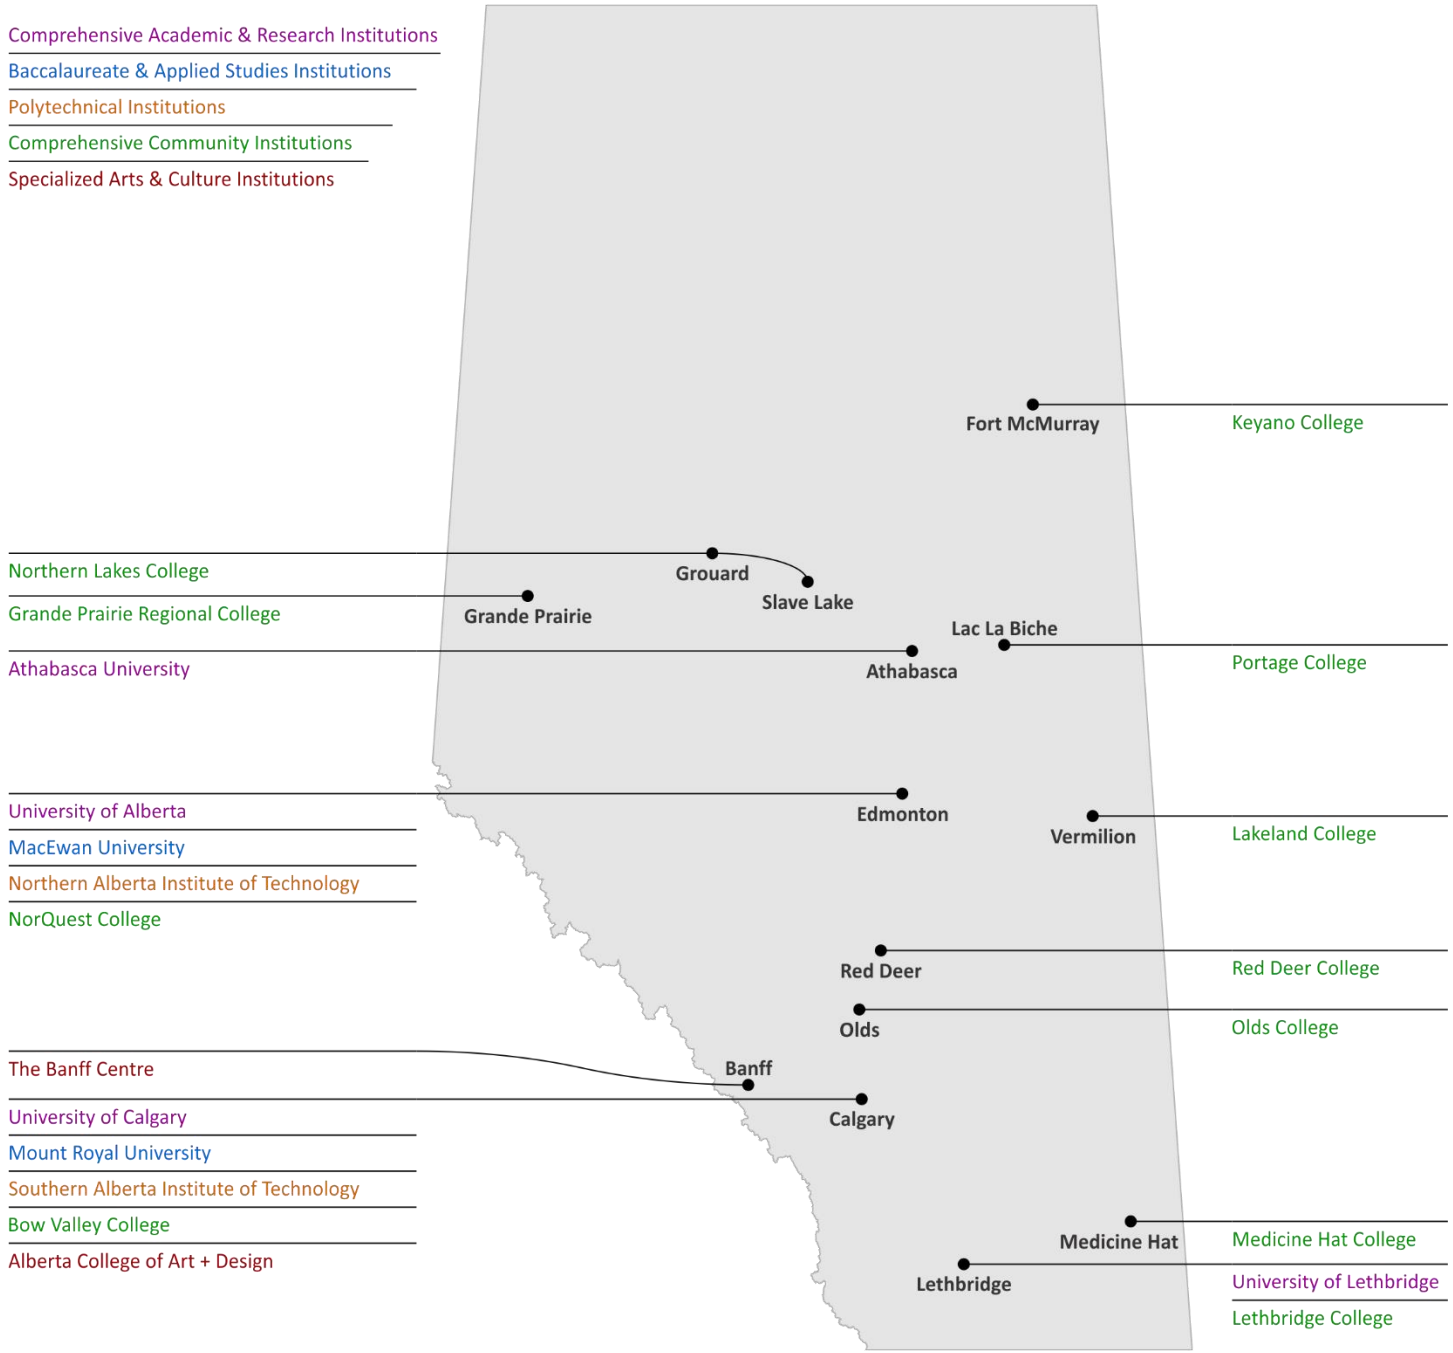 Comprehensive Academic & Research Institutions
Baccalaureate & Applied Studies Institutions
Polytechnical Institutions
Comprehensive Community Institutions
Specialized Arts & Culture Institutions
Fort McMurray
Keyano College
Northern Lakes College
Grouard
Slave Lake
Grande Prairie Regional College
Grande Prairie
Lac La Biche
Athabasca University
Athabasca
Portage College
University of Alberta
Edmonton
MacEwan University
Vermilion
Lakeland College
Northern Alberta Institute of Technology
NorQuest College
Red Deer
Red Deer College
Olds
Olds College
The Banff Centre
Banff
University of Calgary
Calgary
Mount Royal University
Southern Alberta Institute of Technology
Bow Valley College
Alberta College of Art + Design
Medicine Hat
Medicine Hat College
Lethbridge
University of Lethbridge
Lethbridge College